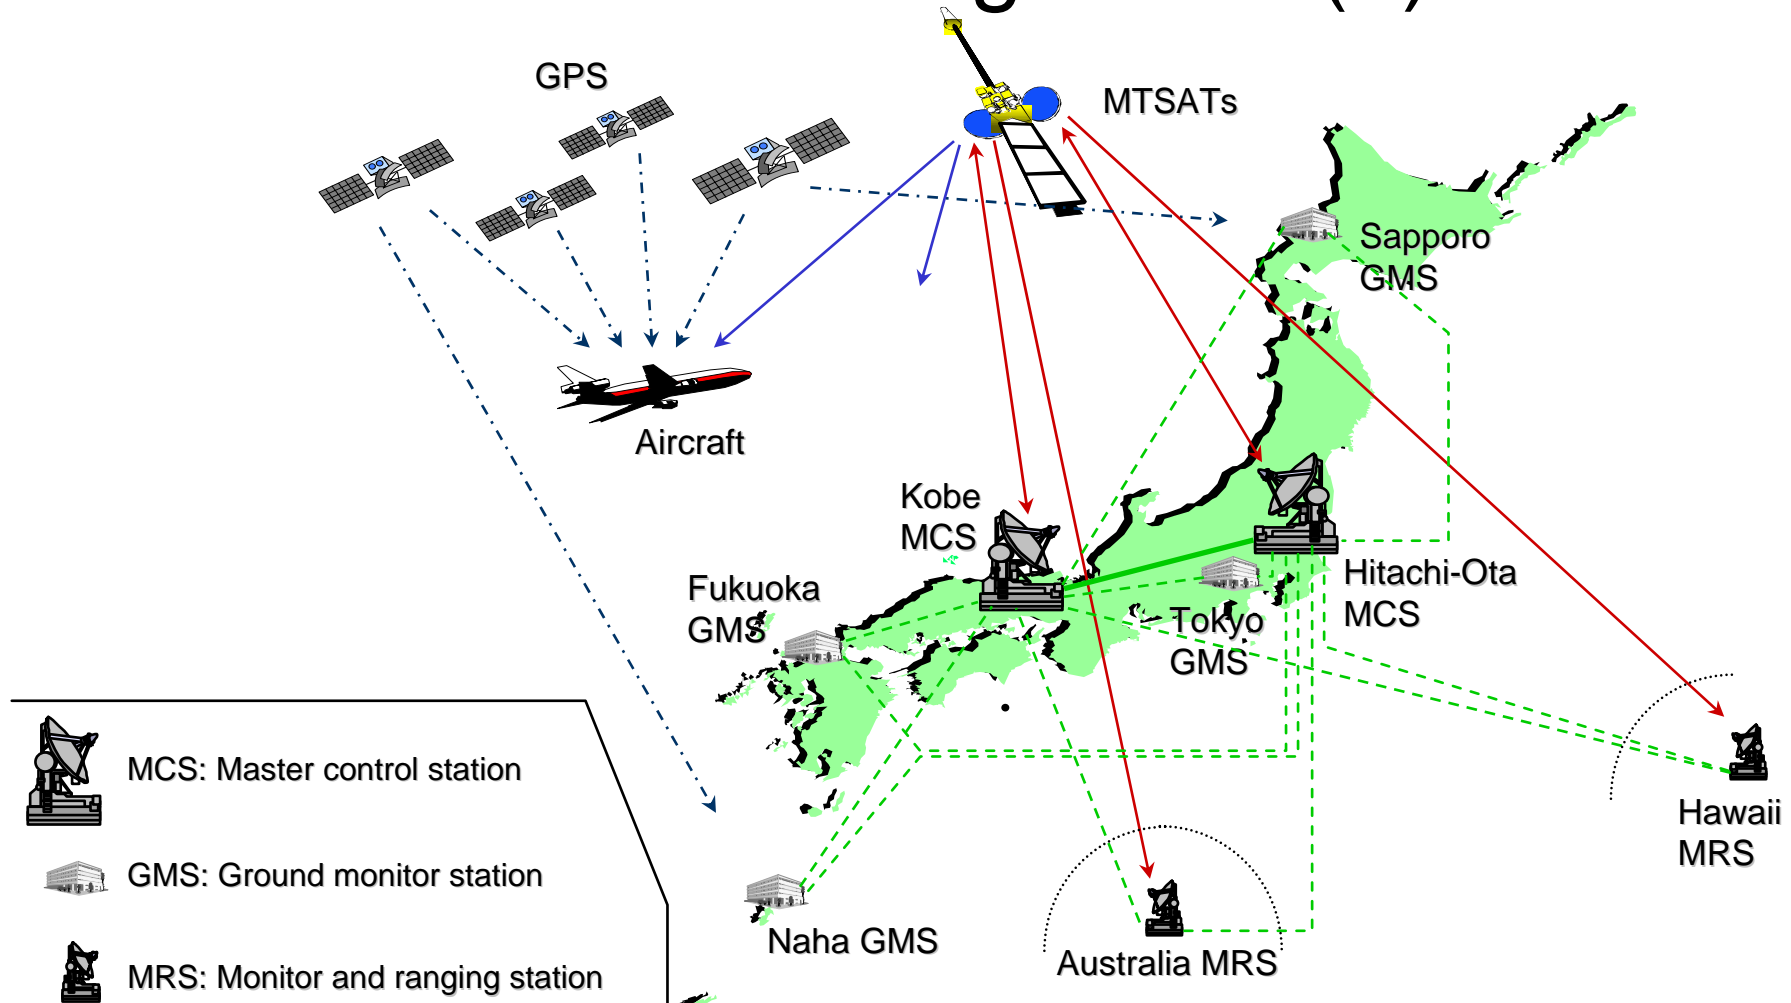 GPS
MTSATs
Sapporo
GMS
Aircraft
Kobe
MCS
Hitachi-Ota
MCS
Fukuoka
GMS
Tokyo
GMS
MCS: Master control station
Hawaii
MRS
GMS: Ground monitor station
Naha GMS
Australia MRS
MRS: Monitor and ranging station